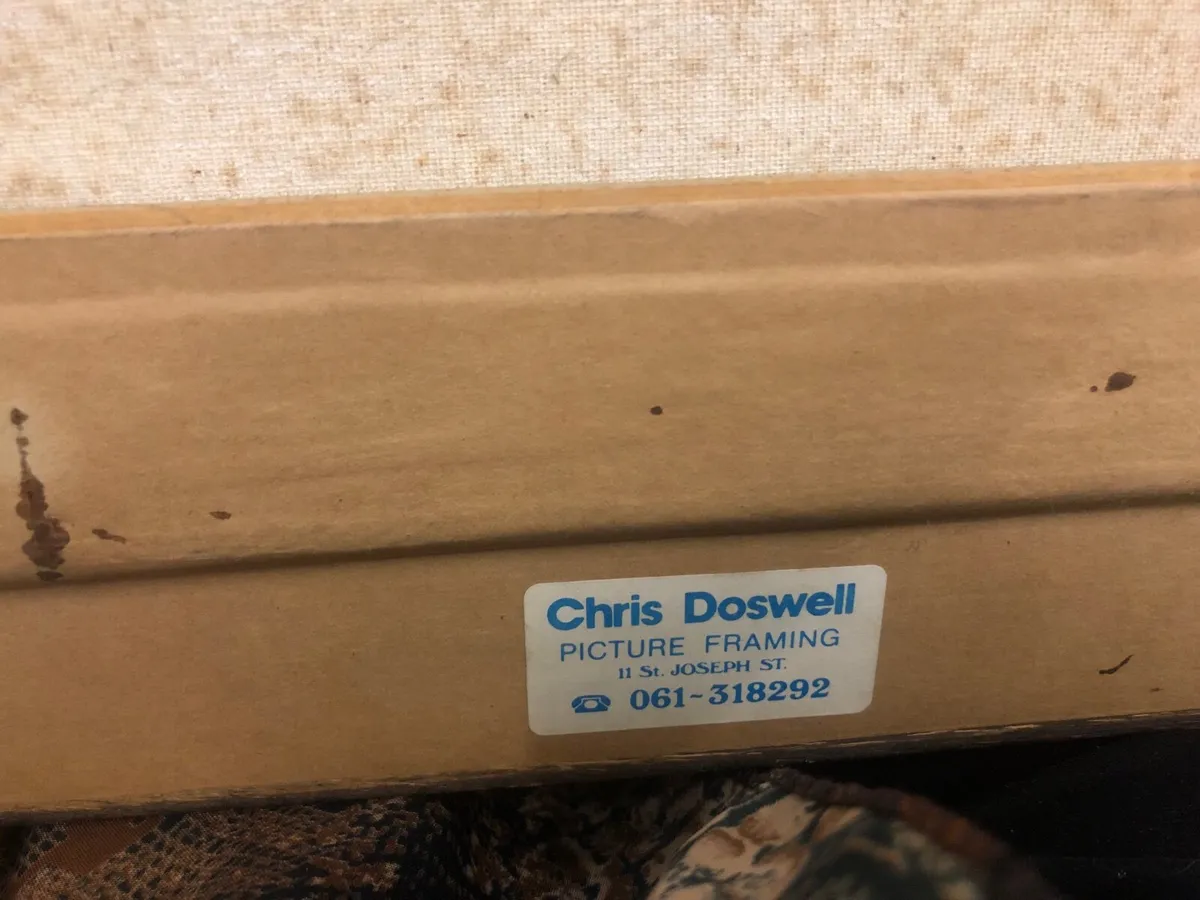 Chris Doswell
PICTURE FRAMING
11 St. JOSEPH ST.
☎ 061~318292